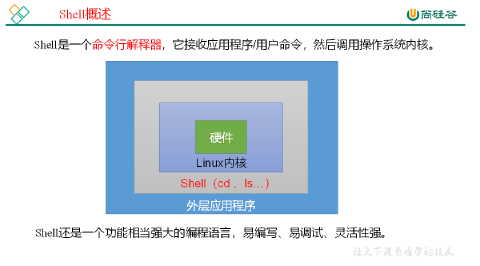 Shell概述
尚硅谷
Shell是一个命令行解释器，它接收应用程序/用户命令，然后调用操作系统内核。
硬件
Linux内核
Shell（cd 、ls…）
外层应用程序
Shell还是一个功能相当强大的编程语言，易编写、易调试、灵活性强。
让天下没有难学的技术